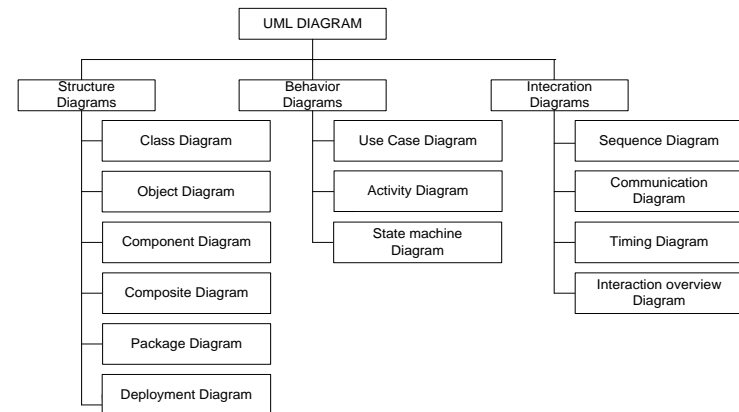 UML DIAGRAM
Structure
Diagrams
Behavior
Diagrams
Intecration
Diagrams
Class Diagram
Object Diagram
Component Diagram
Composite Diagram
Package Diagram
Deployment Diagram
Use Case Diagram
Activity Diagram
State machine
Diagram
Sequence Diagram
Communication
Diagram
Timing Diagram
Interaction overview
Diagram